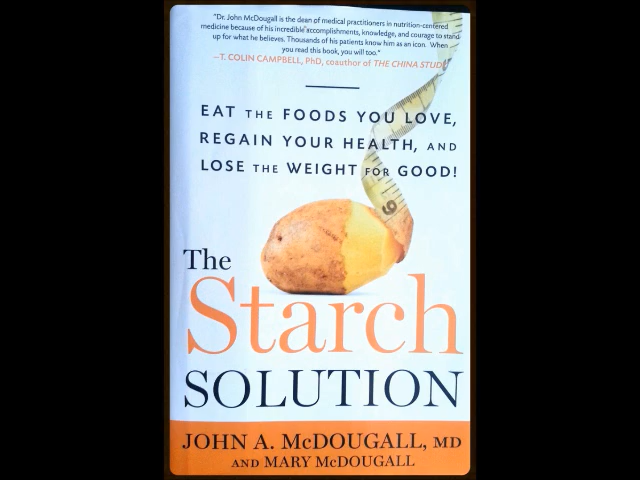 "Dr. John McDougall is the dean of medical practitioners in nutrition-centered
medicine because of his incredible accomplishments, knowledge, and courage to stand
up for what he believes. Thousands of his patients know him as an icon. When
you read this book, you will too."
—T. COLIN CAMPBELL, PhD, coauthor of THE CHINA STUDY
EAT THE FOODS YOU LOVE,
REGAIN YOUR HEALTH, AND
LOSE THE WEIGHT FOR GOOD!
9
The
Starch
SOLUTION
JOHN A. McDOUGALL, MD
AND MARY McDOUGALL